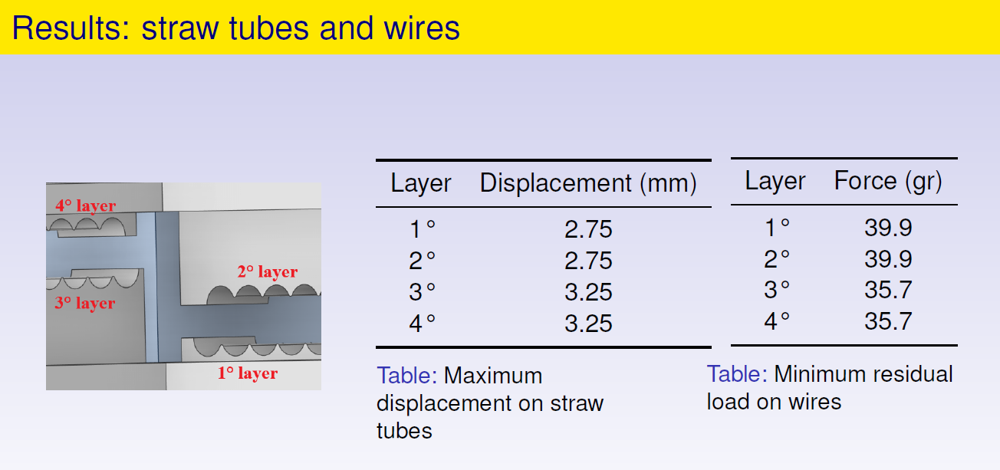 Results: straw tubes and wires
4° layer
2° layer
3° layer
1° layer
Layer Displacement (mm)
1° 2.75
2° 2.75
3° 3.25
4° 3.25
Table: Maximum
displacement on straw
tubes
Layer Force (gr)
1° 39.9
2° 39.9
3° 35.7
4° 35.7
Table: Minimum residual
load on wires